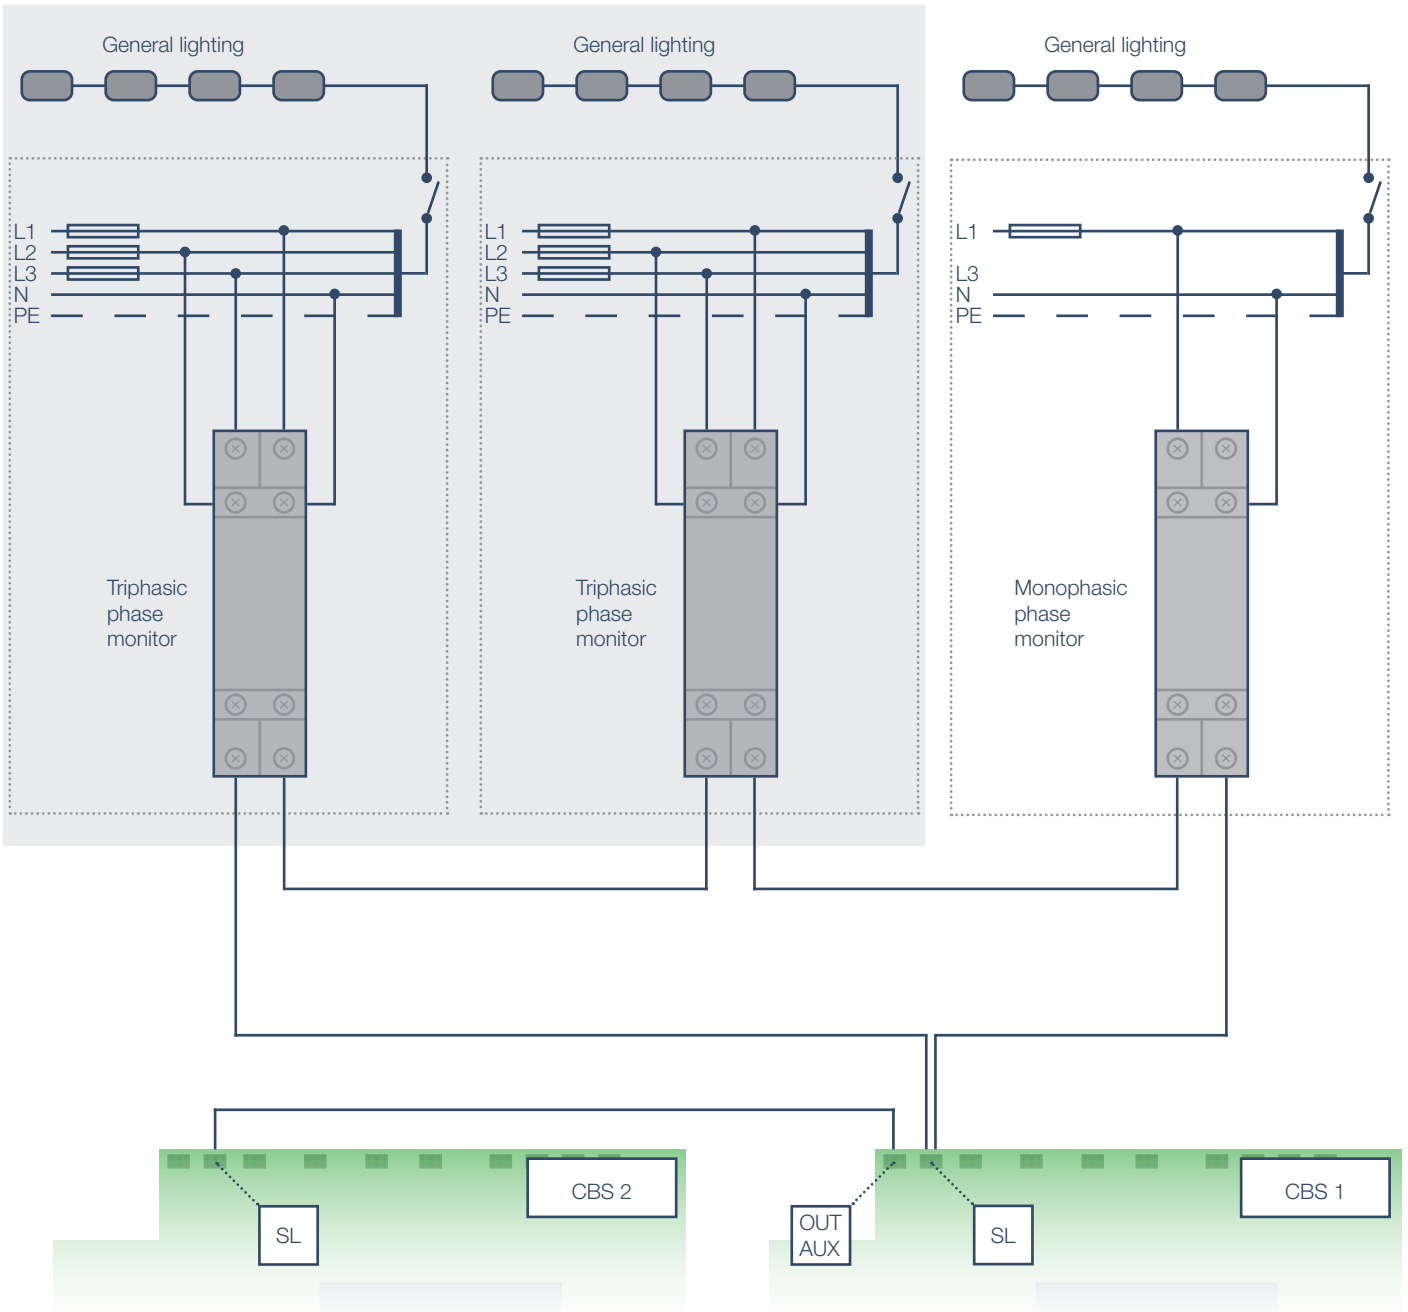 General lighting
General lighting
General lighting
L1
L2
L3
N
PE
L1
L2
L3
N
PE
L1
L3
N
PE
Triphasic
phase
monitor
Triphasic
phase
monitor
Monophasic
phase
monitor
CBS 2
SL
OUT
AUX
SL
CBS 1